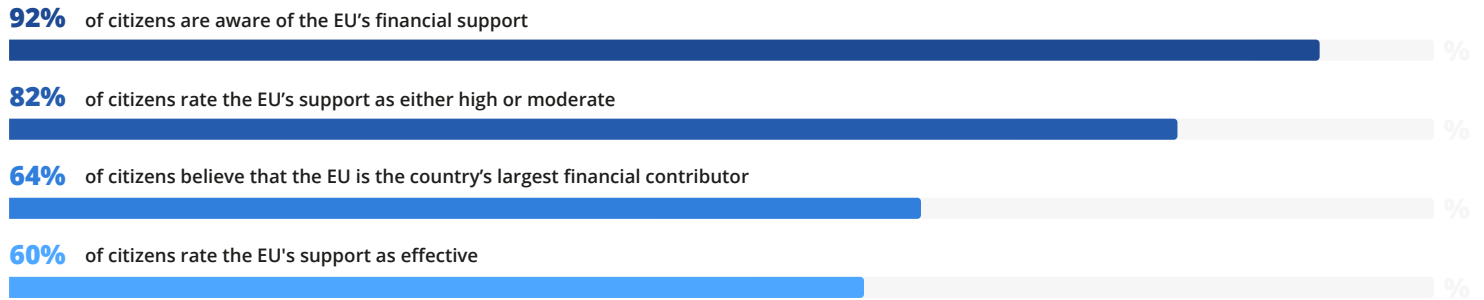 92% of citizens are aware of the EU’s financial support
%
82% of citizens rate the EU’s support as either high or moderate
%
64% of citizens believe that the EU is the country’s largest financial contributor
%
60% of citizens rate the EU's support as effective
%